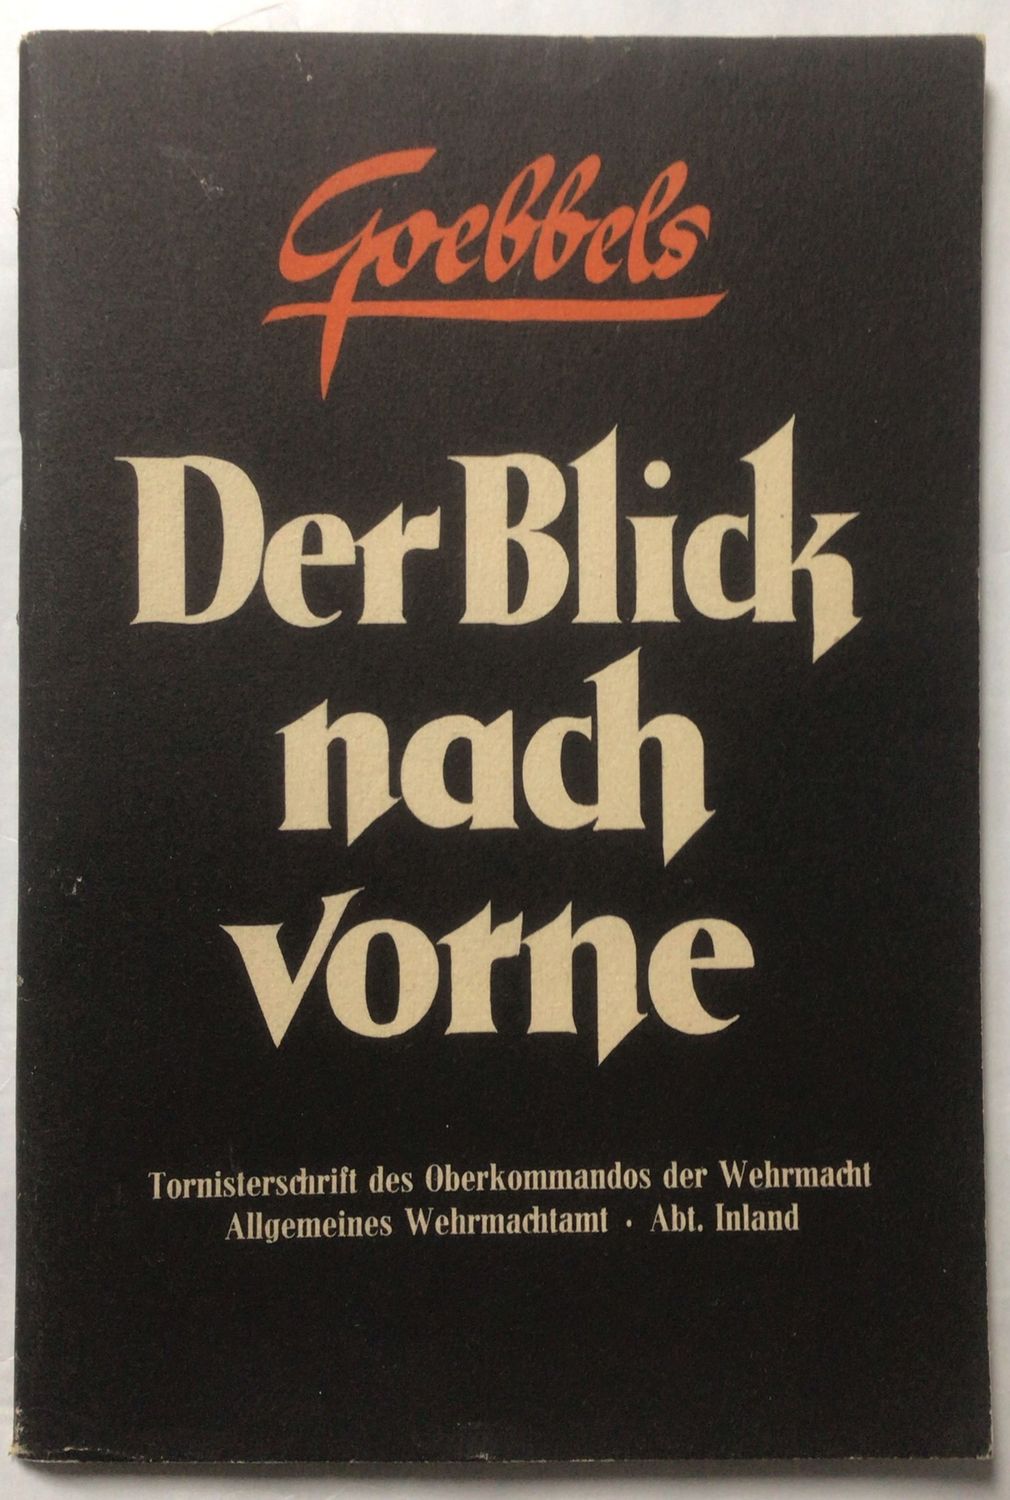 Goebbels
Der Blick
nach
vorne
Tornisterschrift des Oberkommandos der Wehrmacht
Allgemeines Wehrmachtamt · Abt. Inland